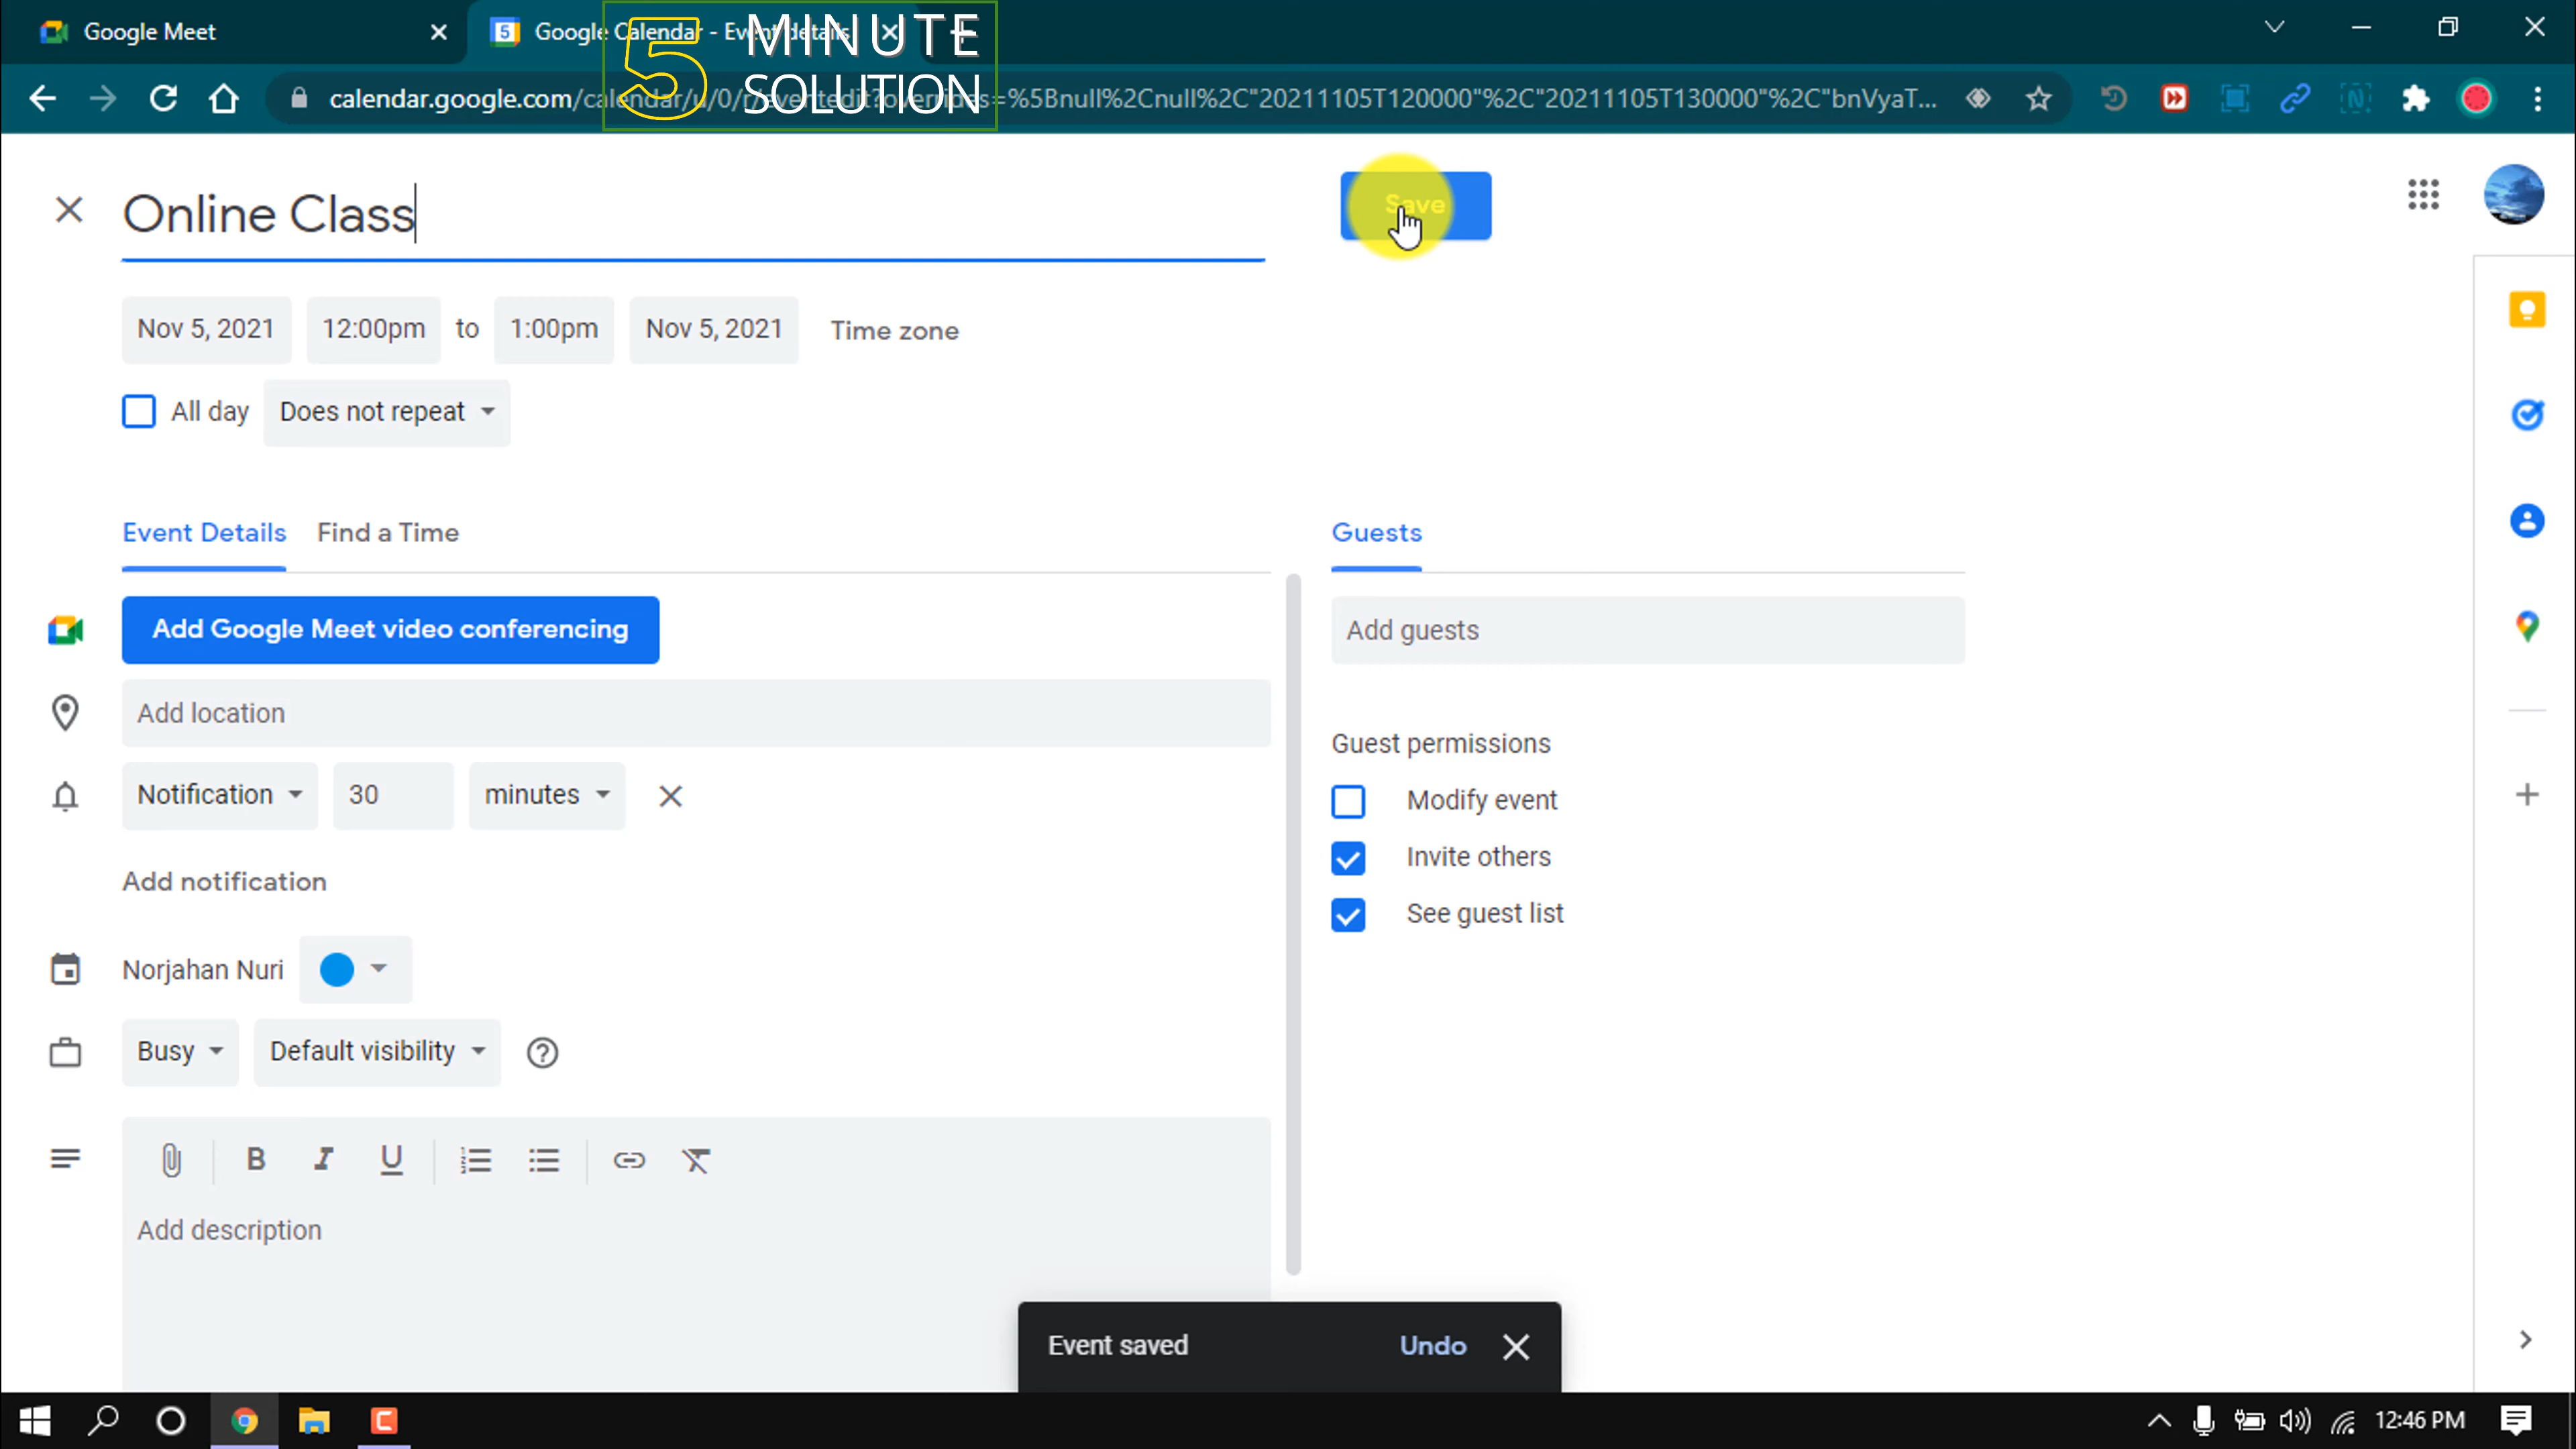 Google Meet
Google Calendar - Event details
5 MINUTE
SOLUTION
calendar.google.com/calendar/u/0/r/eventedit?overrides=%5Bnull%2Cnull%2C"20211105T120000"%2C"20211105T130000"%2C"bnVyaT...
Online Class
Save
Nov 5, 2021 12:00pm to 1:00pm Nov 5, 2021 Time zone
All day Does not repeat
Event Details Find a Time
Guests
Add Google Meet video conferencing
Add guests
Add location
Guest permissions
Notification 30 minutes
Modify event
Invite others
Add notification
See guest list
Norjahan Nuri
Busy Default visibility
B I U
Add description
Event saved Undo
12:46 PM